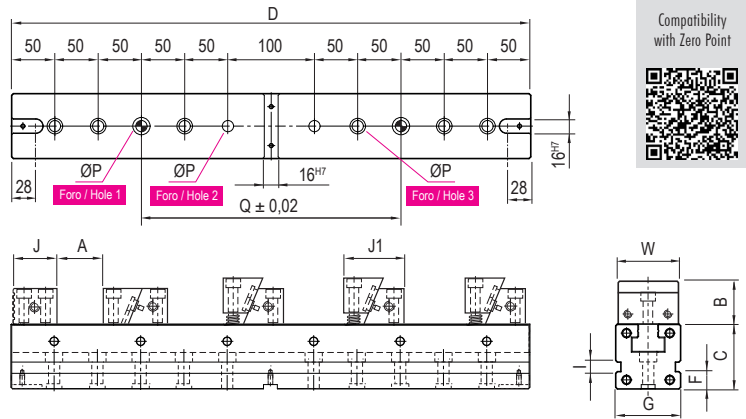 D
50 50 50 50 50 100 50 50 50 50 50
ØP ØP
Foro / Hole 1
Foro / Hole 2
Foro / Hole 3
28
16H7
16H7
28
Q ± 0,02
Compatibility
with Zero Point
J A J1
W
B
C
I
F
G